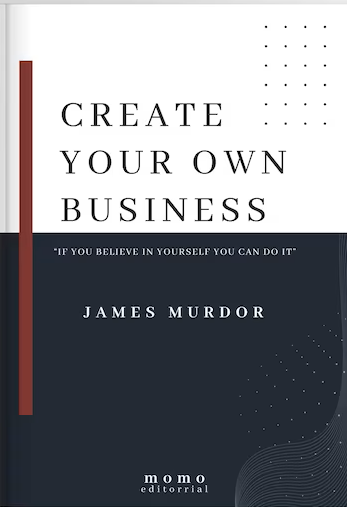 CREATE
YOUR OWN
BUSINESS
"IF YOU BELIEVE IN YOURSELF YOU CAN DO IT"
JAMES MURDOR
momo
editorrial